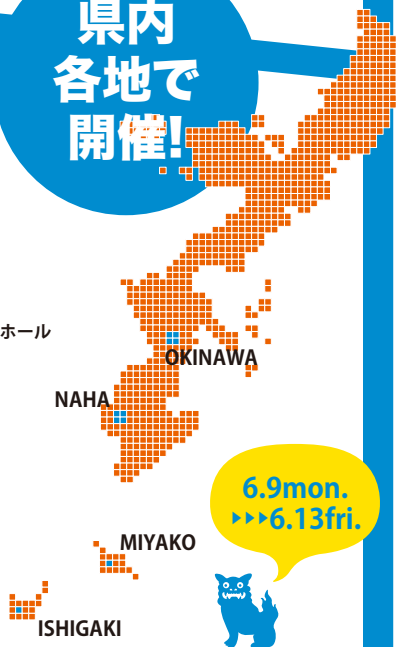 県内
各地で
開催!
ホール
OKINAWA
NAHA
6.9mon.
▶▶▶6.13fri.
MIYAKO
ISHIGAKI